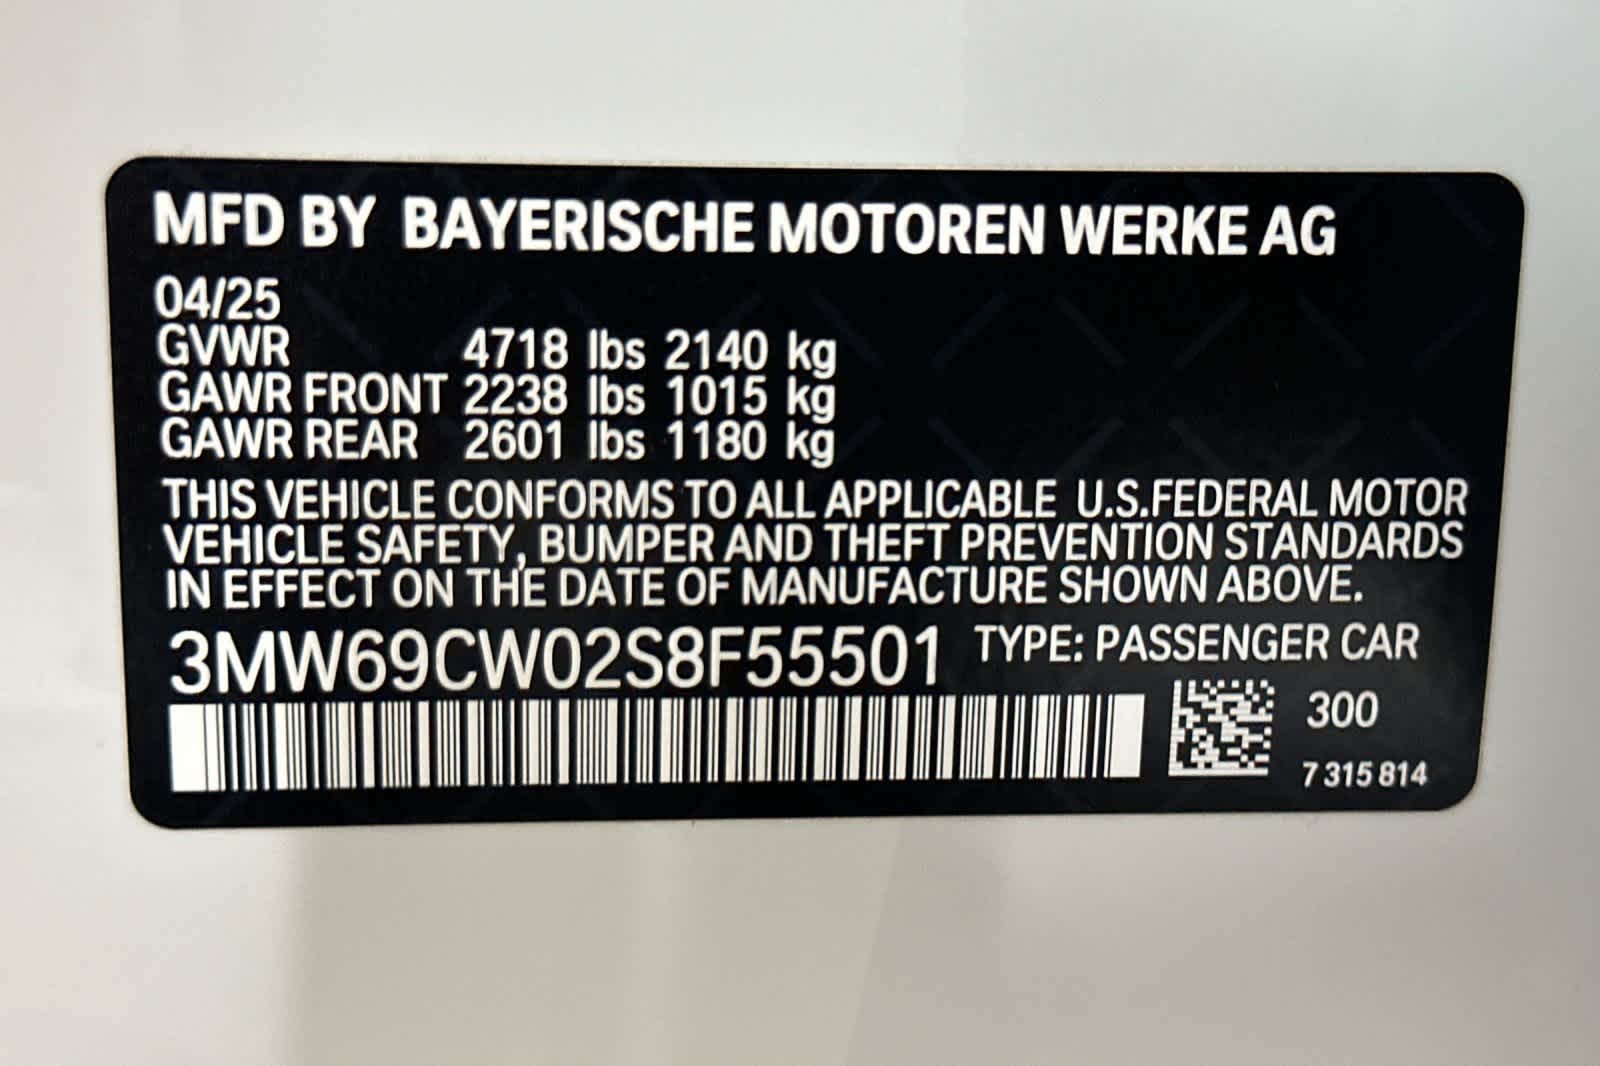 MFD BY BAYERISCHE MOTOREN WERKE AG
04/25
GVWR 4718 lbs 2140 kg
GAWR FRONT 2238 lbs 1015 kg
GAWR REAR 2601 lbs 1180 kg
THIS VEHICLE CONFORMS TO ALL APPLICABLE U.S.FEDERAL MOTOR
VEHICLE SAFETY, BUMPER AND THEFT PREVENTION STANDARDS
IN EFFECT ON THE DATE OF MANUFACTURE SHOWN ABOVE.
3MW69CW02S8F55501 TYPE: PASSENGER CAR
300
7 315 814